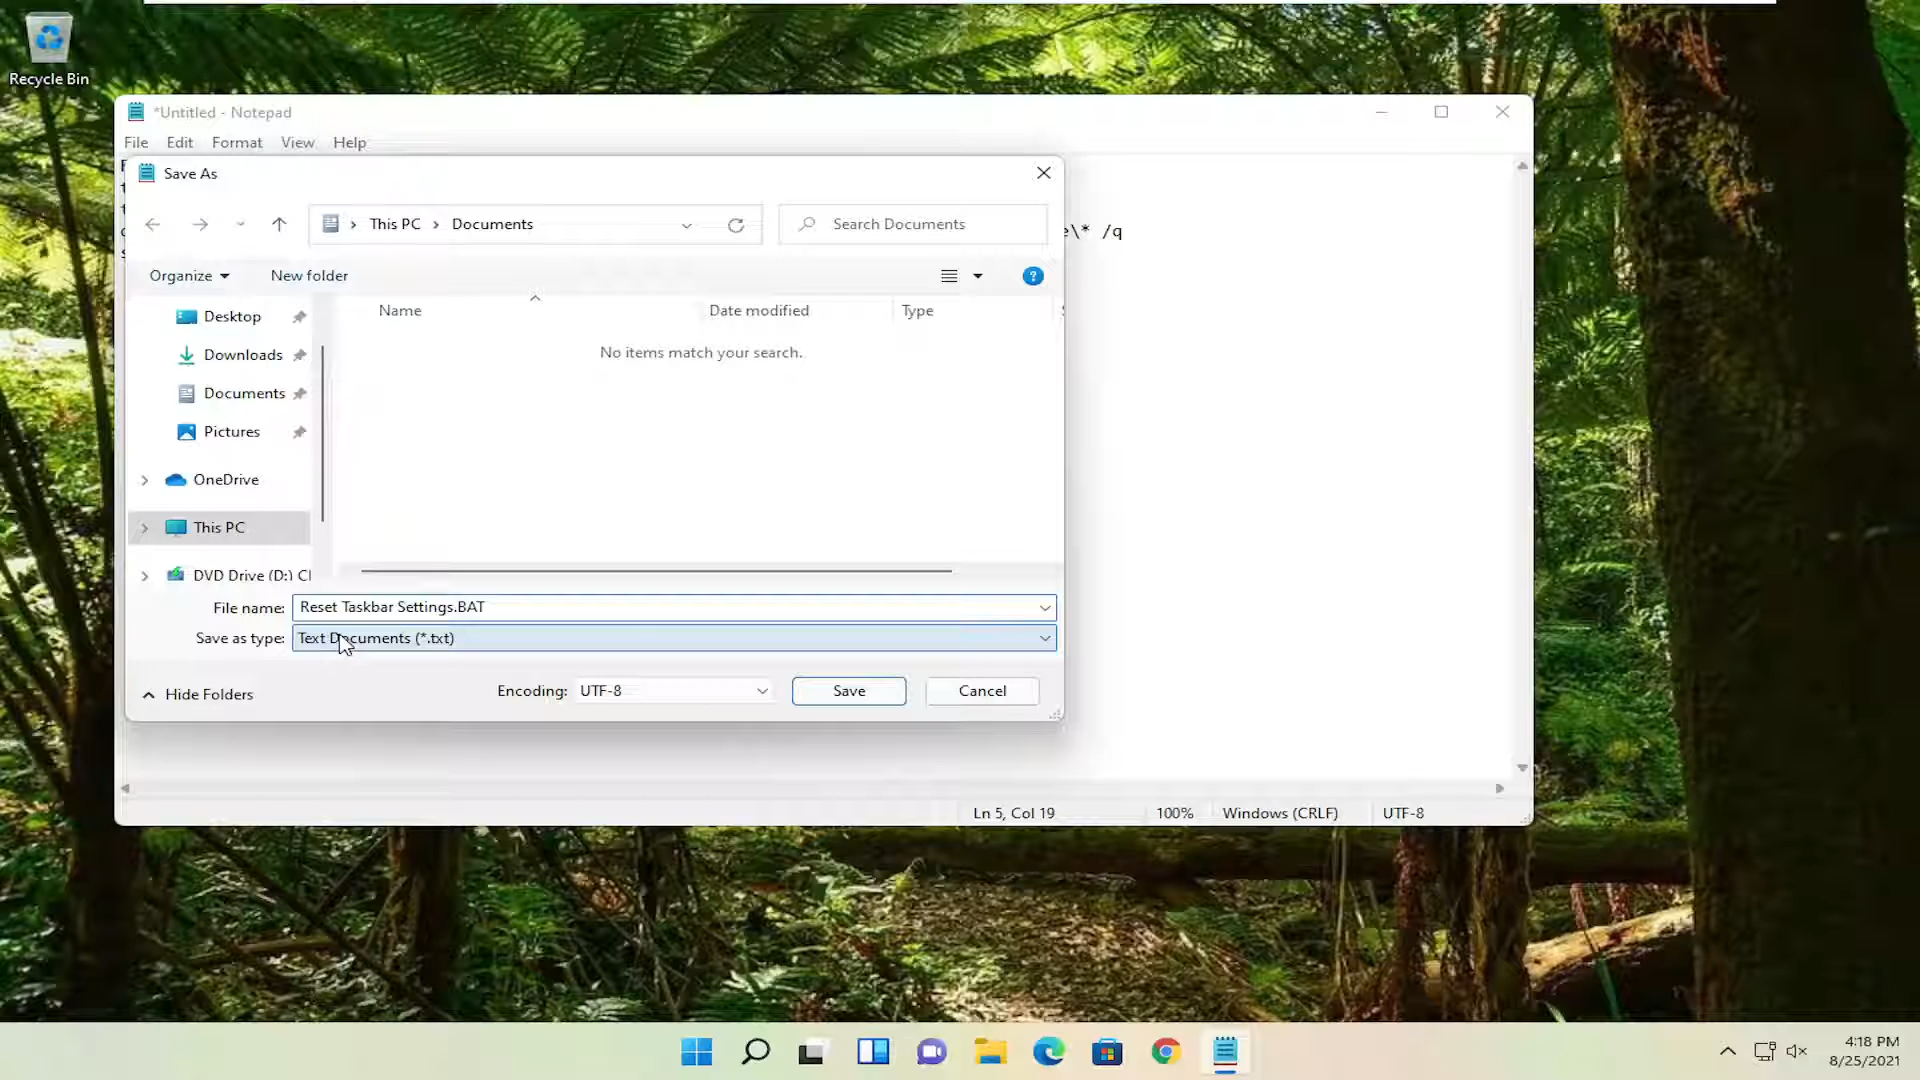 Recycle Bin
*Untitled - Notepad
File Edit Format View Help
Save As
This PC › Documents
Search Documents
e\* /q
Organize New folder
Name Date modified Type
No items match your search.
Desktop
Downloads
Documents
Pictures
OneDrive
This PC
DVD Drive (D:)
File name: Reset Taskbar Settings.BAT
Save as type: Text Documents (*.txt)
Hide Folders
Encoding: UTF-8 Save Cancel
Ln 5, Col 19 100% Windows (CRLF) UTF-8
4:18 PM
8/25/2021